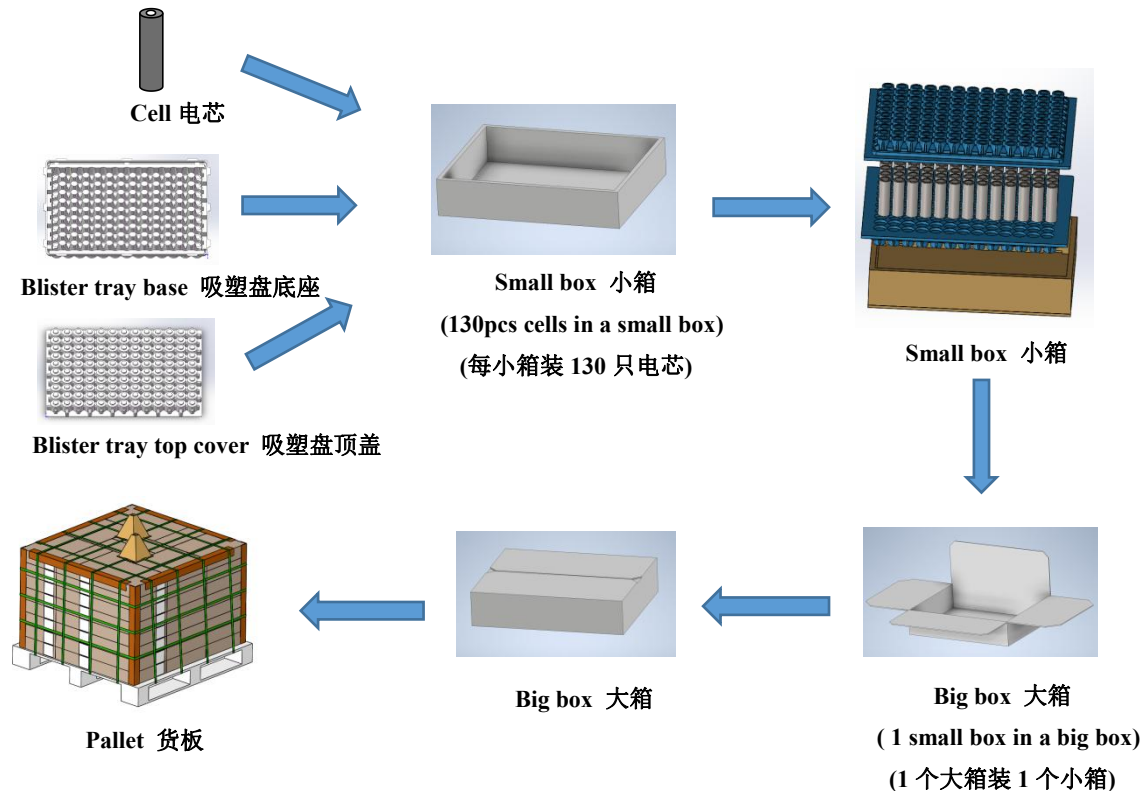 Cell 电芯
Blister tray base 吸塑盘底座
Blister tray top cover 吸塑盘顶盖
Small box 小箱
(130pcs cells in a small box)
(每小箱装 130 只电芯)
Small box 小箱
Pallet 货板
Big box 大箱
Big box 大箱
( 1 small box in a big box)
(1 个大箱装 1 个小箱)